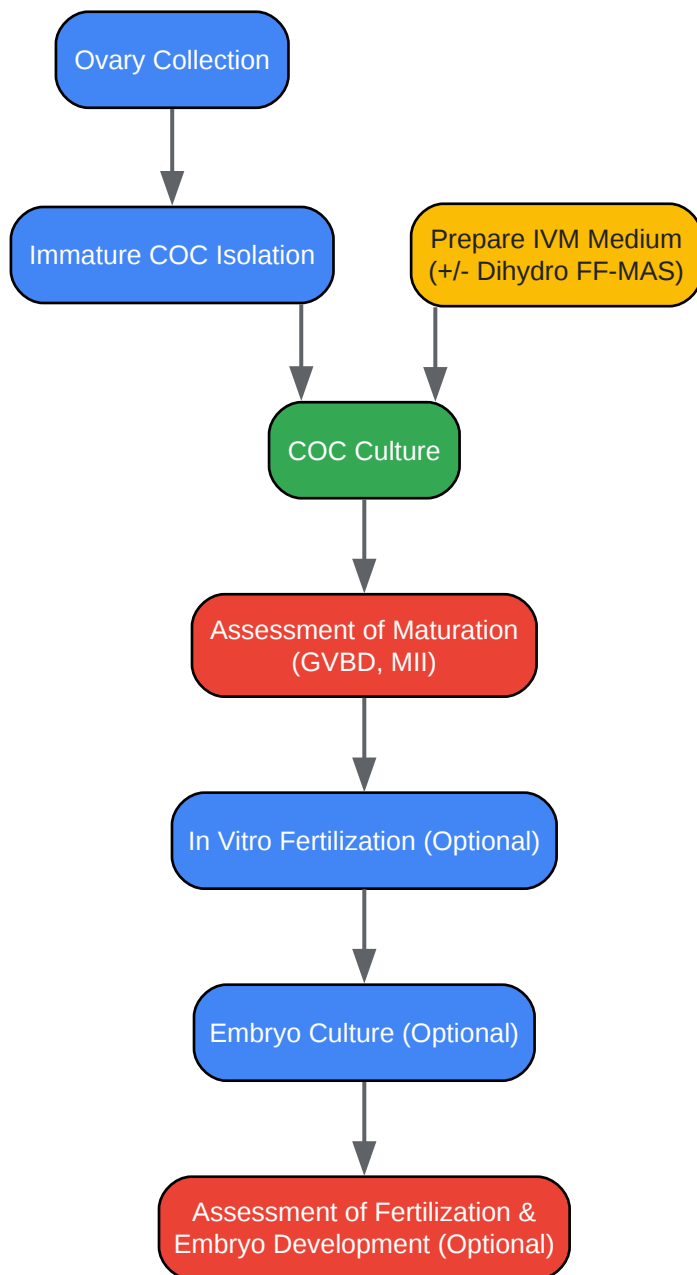 Ovary Collection
Immature COC Isolation
Prepare IVM Medium
(+/- Dihydro FF-MAS)
COC Culture
Assessment of Maturation
(GVBD, MII)
In Vitro Fertilization (Optional)
Embryo Culture (Optional)
Assessment of Fertilization &
Embryo Development (Optional)